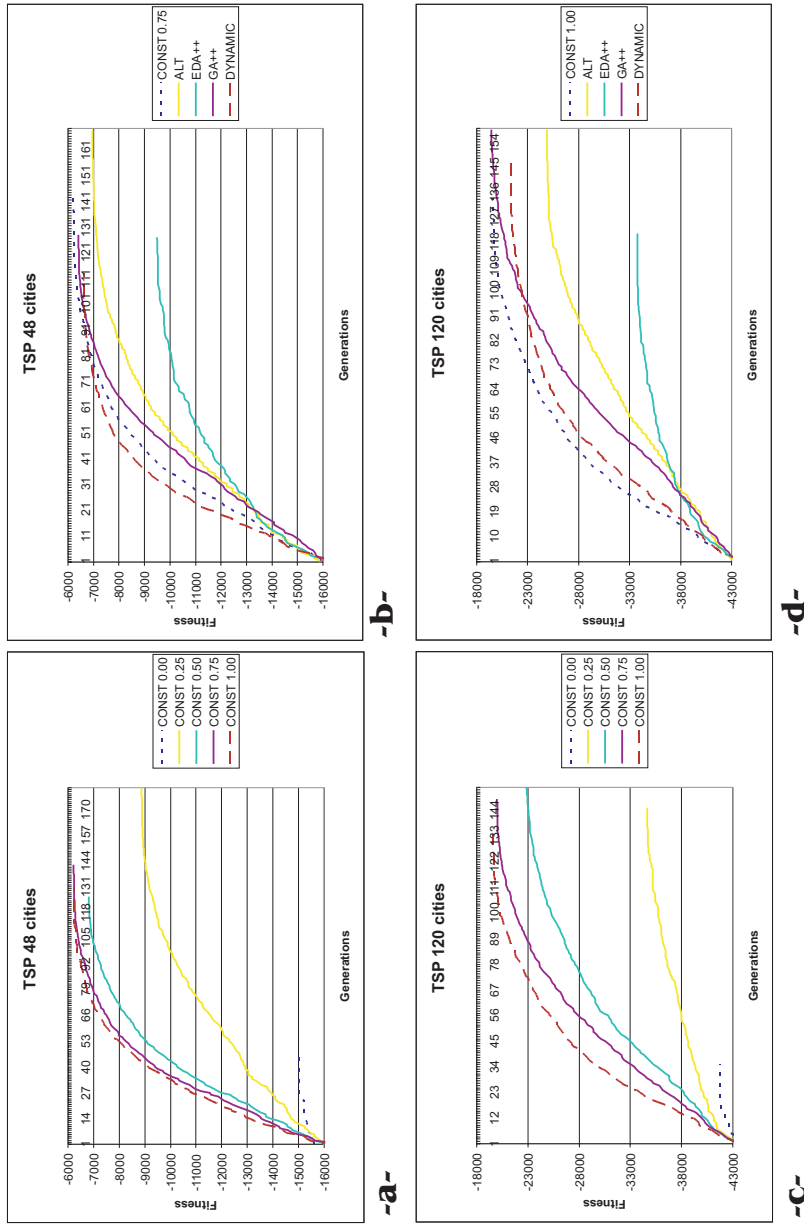 TSP 48 cities
-6000
-7000
-8000
-9000
-10000
-11000
-12000
-13000
-14000
-15000
-16000
Fitness
1 14 27 40 53 66 79 92 105 118 131 144 157 170
Generations
CONST 0.00
CONST 0.25
CONST 0.50
CONST 0.75
CONST 1.00
-a-
TSP 48 cities
-6000
-7000
-8000
-9000
-10000
-11000
-12000
-13000
-14000
-15000
-16000
Fitness
1 11 21 31 41 51 61 71 81 91 101 111 121 131 141 151 161
Generations
CONST 0.75
ALT
EDA++
GA++
DYNAMIC
-b-
TSP 120 cities
-18000
-23000
-28000
-33000
-38000
-43000
Fitness
1 12 23 34 45 56 67 78 89 100 111 122 133 144
Generations
CONST 0.00
CONST 0.25
CONST 0.50
CONST 0.75
CONST 1.00
-c-
TSP 120 cities
-18000
-23000
-28000
-33000
-38000
-43000
Fitness
1 10 19 28 37 46 55 64 73 82 91 100 109 118 127 136 145 154
Generations
CONST 1.00
ALT
EDA++
GA++
DYNAMIC
-d-